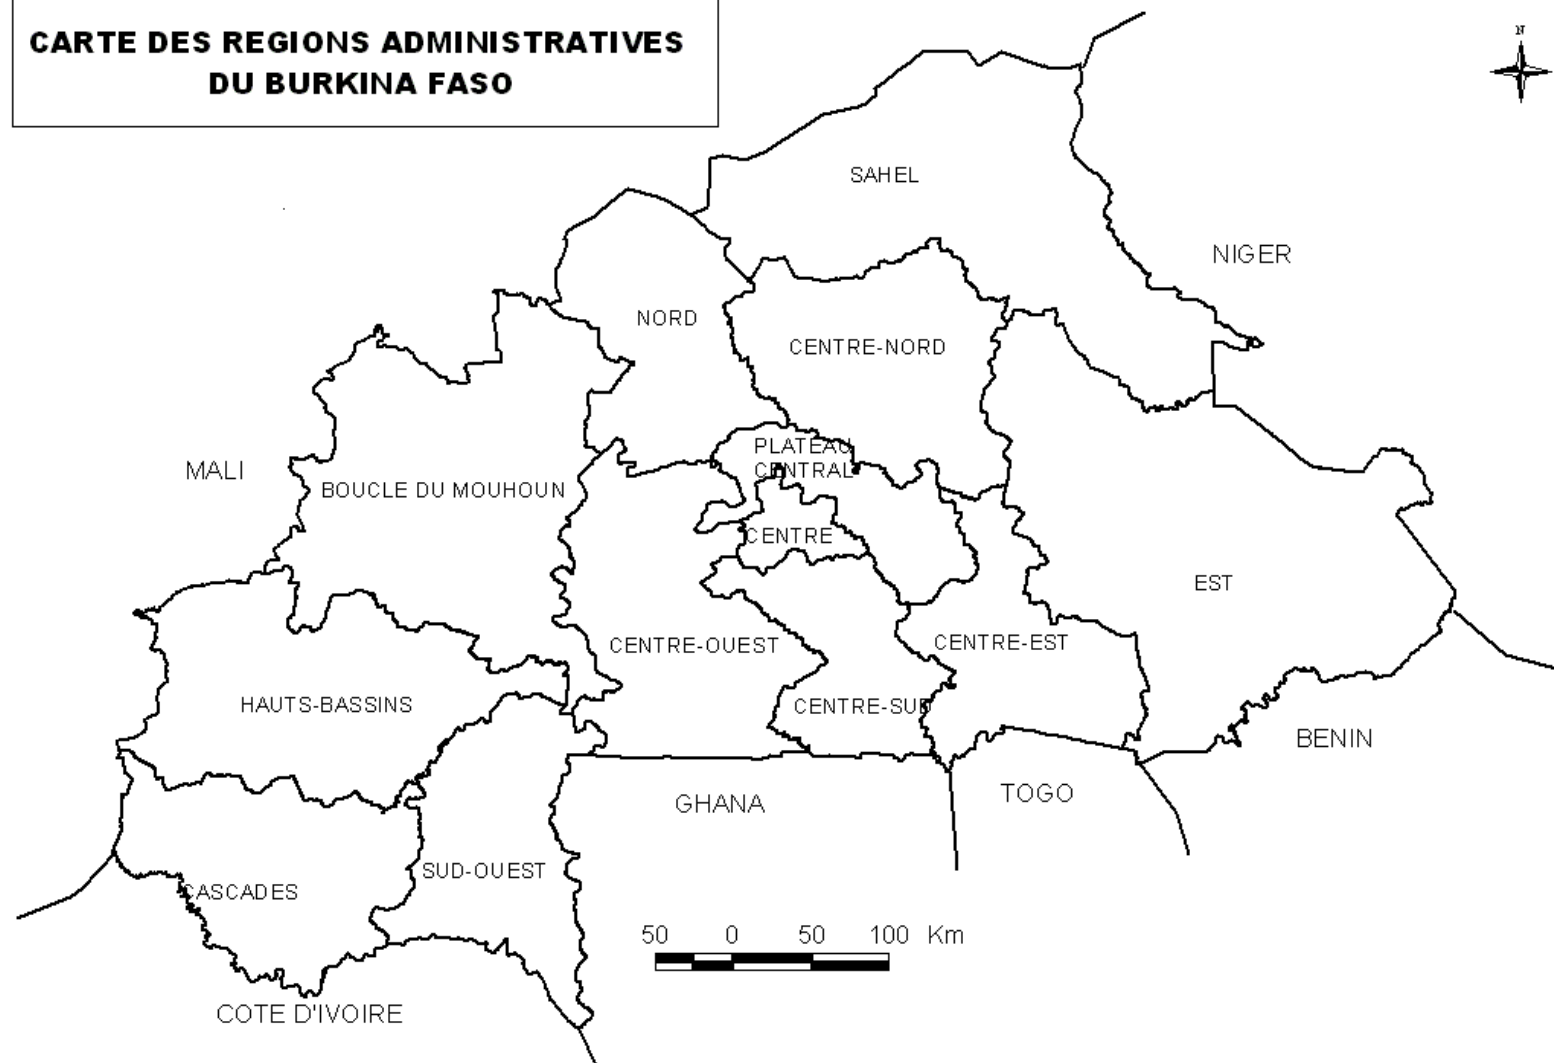 CARTE DES REGIONS ADMINISTRATIVES
DU BURKINA FASO
N
SAHEL
NIGER
NORD
CENTRE-NORD
PLATEAU
CENTRAL
MALI
BOUCLE DU MOUHOUN
CENTRE
EST
CENTRE-OUEST
CENTRE-EST
HAUTS-BASSINS
CENTRE-SUD
BENIN
GHANA
TOGO
SUD-OUEST
CASCADES
50 0 50 100 Km
COTE D'IVOIRE